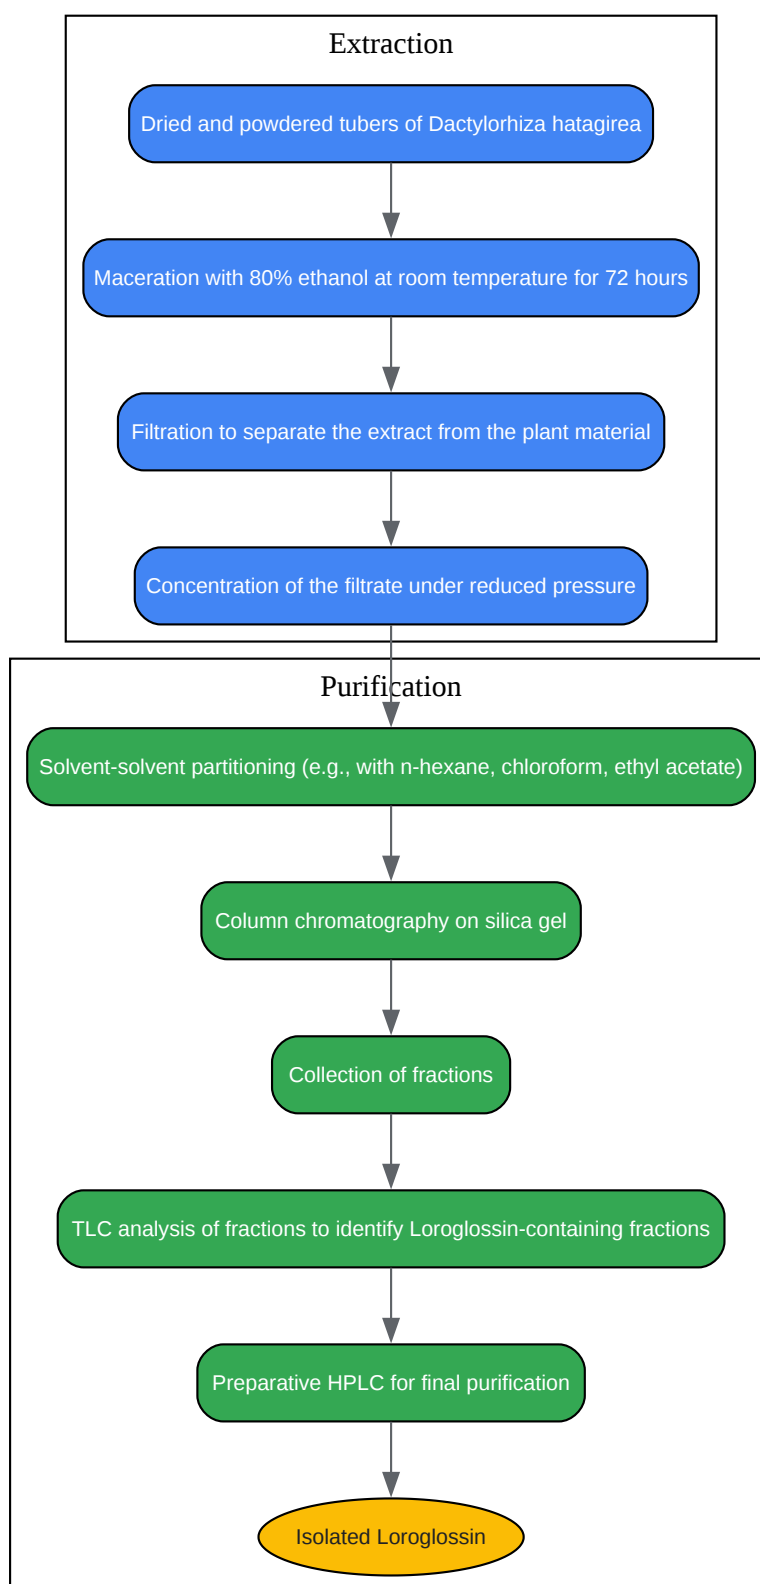 Extraction
Dried and powdered tubers of Dactylorhiza hatagirea
Maceration with 80% ethanol at room temperature for 72 hours
Filtration to separate the extract from the plant material
Concentration of the filtrate under reduced pressure
Purification
Solvent-solvent partitioning (e.g., with n-hexane, chloroform, ethyl acetate)
Column chromatography on silica gel
Collection of fractions
TLC analysis of fractions to identify Loroglossin-containing fractions
Preparative HPLC for final purification
Isolated Loroglossin